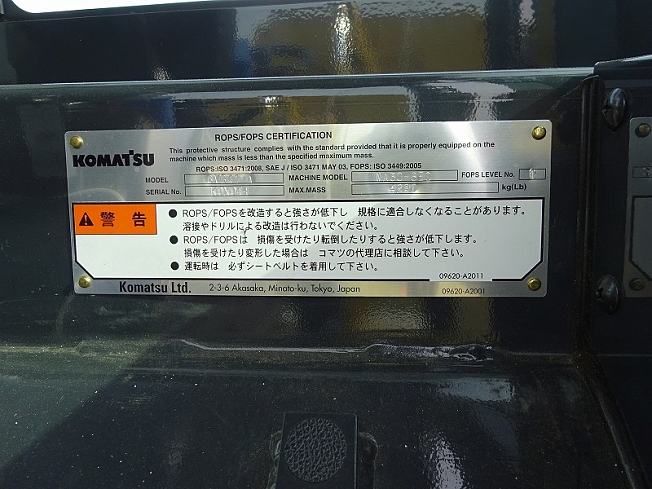 ROPS/FOPS CERTIFICATION
KOMATSU
This protective structure complies with the standard provided that it is properly equipped on the
machine which mass is less than the specified maximum mass.
ROPS:ISO 3471:2008, SAE J / ISO 3471 MAY 03, FOPS: ISO 3449:2005
MODEL MACHINE MODEL FOPS LEVEL No.
SERIAL No. MAX.MASS kg(Lb)
警告
● ROPS/FOPSを改造すると強さが低下し 規格に適合しなくなることがあります。
溶接やドリルによる改造は行わないでください。
● ROPS/FOPSは 損傷を受けたり転倒したりすると強さが低下します。
損傷を受けたり変形した場合は コマツの代理店に相談して下さい。
● 運転時は 必ずシートベルトを着用して下さい。
09620-A2011
Komatsu Ltd. 2-3-6 Akasaka, Minato-ku, Tokyo, Japan 09620-A2001